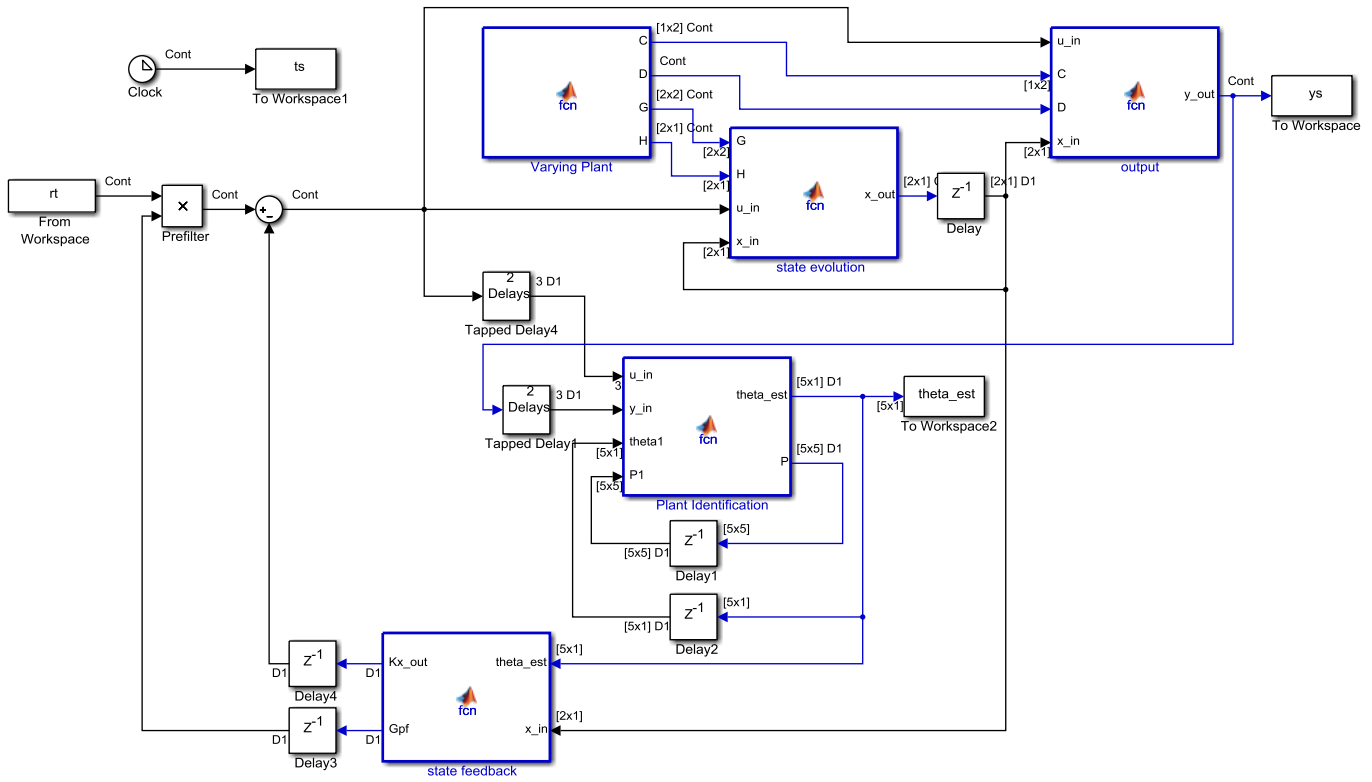 Cont
ts
Clock
To Workspace1
C
D
G
H
[1x2] Cont
Cont
[2x2] Cont
[2x1] Cont
fcn
Varying Plant
u_in
C
[1x2]
D
x_in
[2x1]
y_out
fcn
output
Cont
ys
To Workspace
rt
From
Workspace
Cont
×
Prefilter
Cont
+
-
Cont
G
[2x2]
H
[2x1]
u_in
x_in
[2x1]
x_out
fcn
state evolution
[2x1]
Z-1
Delay
[2x1] D1
2
Delays
3 D1
Tapped Delay4
2
Delays
3 D1
Tapped Delay1
u_in
3
y_in
theta1
[5x1]
P1
[5x5]
theta_est
P
fcn
Plant Identification
[5x1] D1
[5x5] D1
[5x1]
theta_est
To Workspace2
Z-1
[5x5]
[5x5] D1
Delay1
Z-1
[5x1]
[5x1] D1
Delay2
Kx_out
Gpf
theta_est
x_in
fcn
state feedback
[5x1]
[2x1]
Z-1
D1
D1
Delay4
Z-1
D1
D1
Delay3